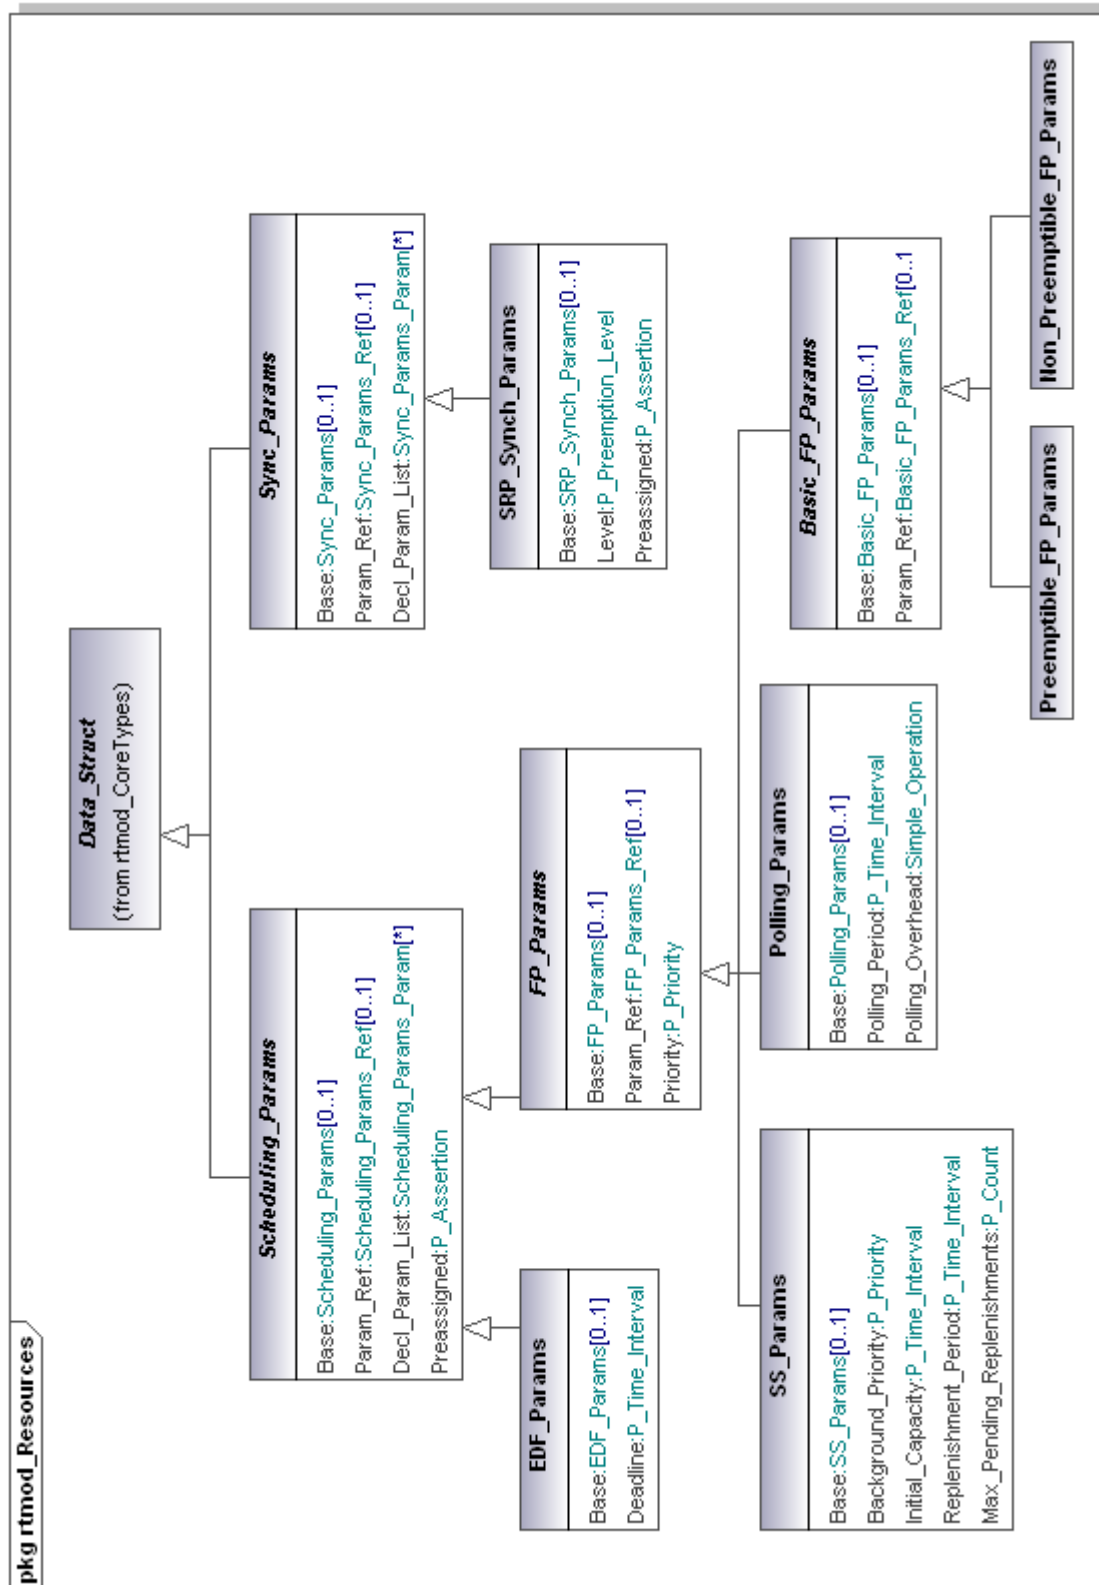 pkg rtmod_Resources
Data_Struct
(from rtmod_CoreTypes)
Scheduling_Params
Base:Scheduling_Params[0..1]
Param_Ref:Scheduling_Params_Ref[0..1]
Decl_Param_List:Scheduling_Params_Param[*]
Preassigned:P_Assertion
Sync_Params
Base:Sync_Params[0..1]
Param_Ref:Sync_Params_Ref[0..1]
Decl_Param_List:Sync_Params_Param[*]
EDF_Params
Base:EDF_Params[0..1]
Deadline:P_Time_Interval
FP_Params
Base:FP_Params[0..1]
Param_Ref:FP_Params_Ref[0..1]
Priority:P_Priority
SRP_Synch_Params
Base:SRP_Synch_Params[0..1]
Level:P_Preemption_Level
Preassigned:P_Assertion
SS_Params
Base:SS_Params[0..1]
Background_Priority:P_Priority
Initial_Capacity:P_Time_Interval
Replenishment_Period:P_Time_Interval
Max_Pending_Replenishments:P_Count
Polling_Params
Base:Polling_Params[0..1]
Polling_Period:P_Time_Interval
Polling_Overhead:Simple_Operation
Basic_FP_Params
Base:Basic_FP_Params[0..1]
Param_Ref:Basic_FP_Params_Ref[0..1
Preemptible_FP_Params
Non_Preemptible_FP_Params